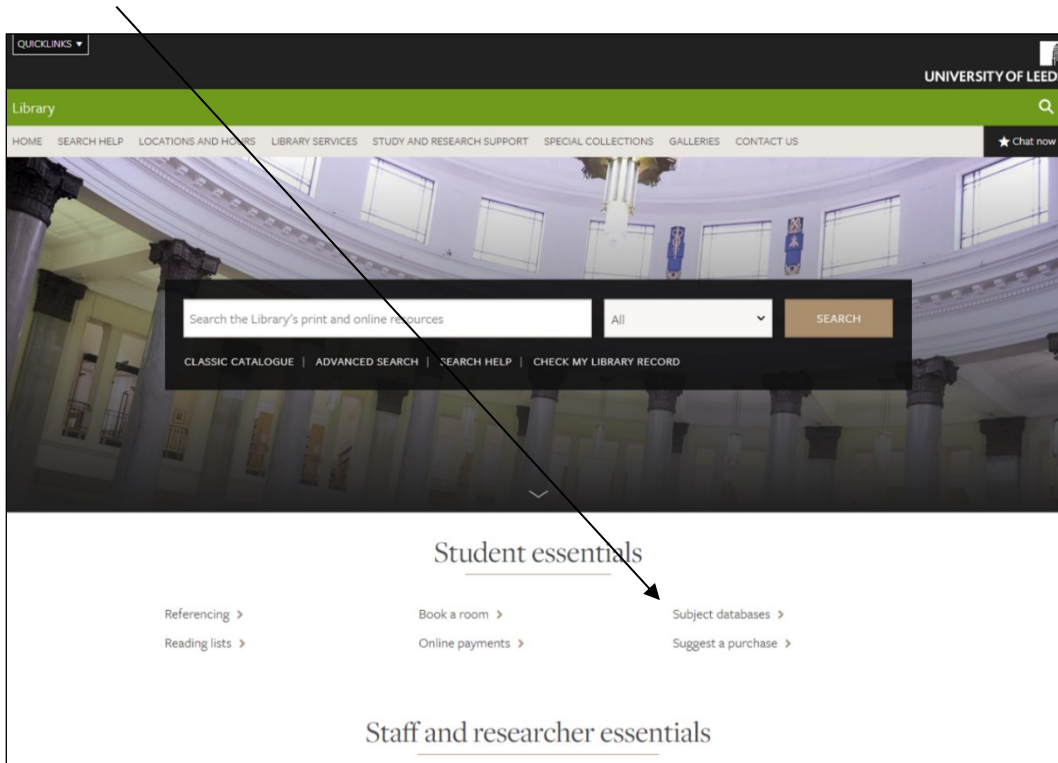 QUICKLINKS ▼
UNIVERSITY OF LEED
Library
HOME SEARCH HELP LOCATIONS AND HOURS LIBRARY SERVICES STUDY AND RESEARCH SUPPORT SPECIAL COLLECTIONS GALLERIES CONTACT US ★ Chat now
Search the Library's print and online resources All SEARCH
CLASSIC CATALOGUE | ADVANCED SEARCH | SEARCH HELP | CHECK MY LIBRARY RECORD
Student essentials
Referencing > Book a room > Subject databases >
Reading lists > Online payments > Suggest a purchase >
Staff and researcher essentials